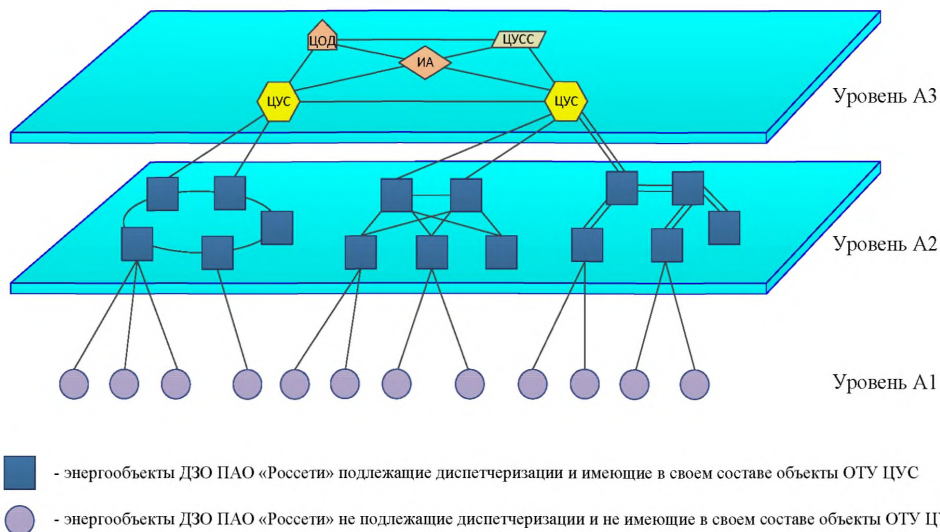 ЦОД
ЦУСС
ИА
ЦУС
ЦУС
Уровень А3
Уровень А2
Уровень А1
- энергообъекты ДЗО ПАО «Россети» подлежащие диспетчеризации и имеющие в своем составе объекты ОТУ ЦУС
- энергообъекты ДЗО ПАО «Россети» не подлежащие диспетчеризации и не имеющие в своем составе объекты ОТУ